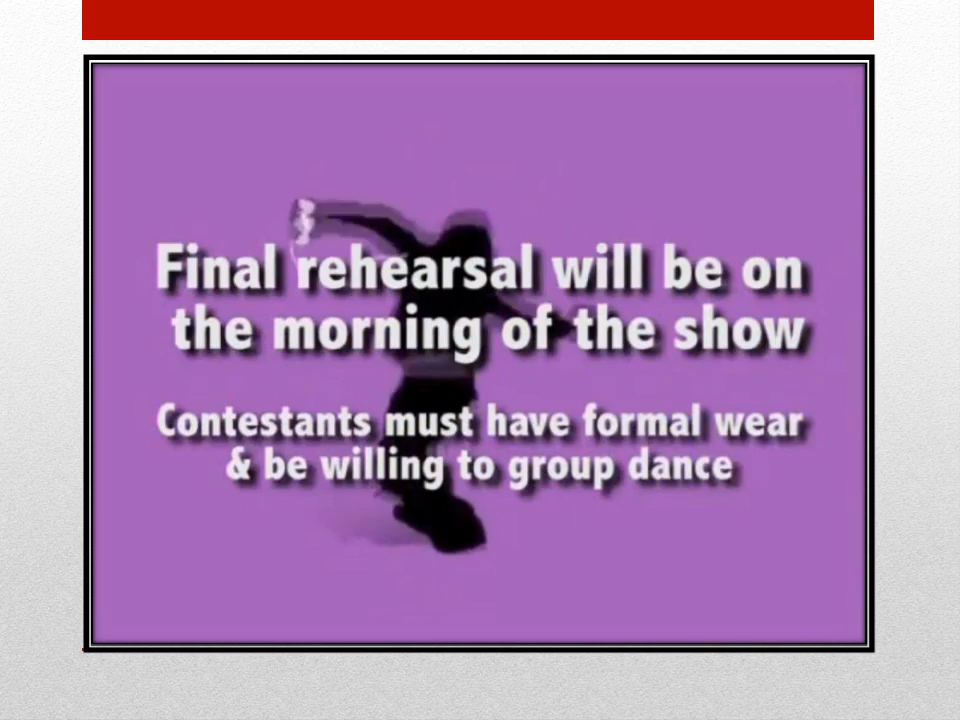 Final rehearsal will be on
the morning of the show
Contestants must have formal wear
& be willing to group dance